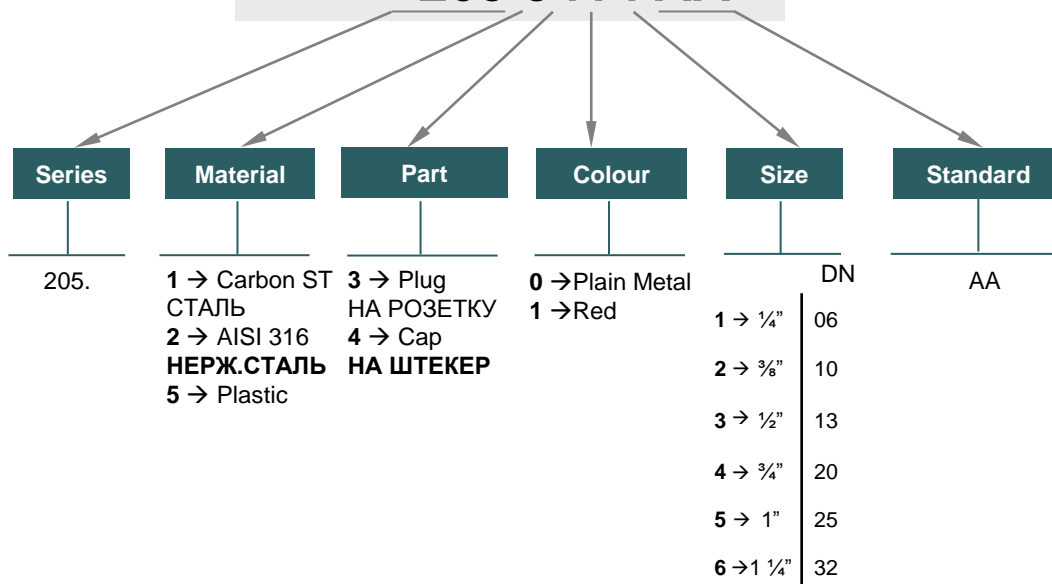 Series Material Part Colour Size Standard
205.
1 → Carbon ST
СТАЛЬ
2 → AISI 316
НЕРЖ.СТАЛЬ
5 → Plastic
3 → Plug
НА РОЗЕТКУ
4 → Cap
НА ШТЕКЕР
0 →Plain Metal
1 →Red
DN
1 → ¼” 06
2 → ⅜” 10
3 → ½” 13
4 → ¾” 20
5 → 1” 25
6 →1 ¼” 32
AA